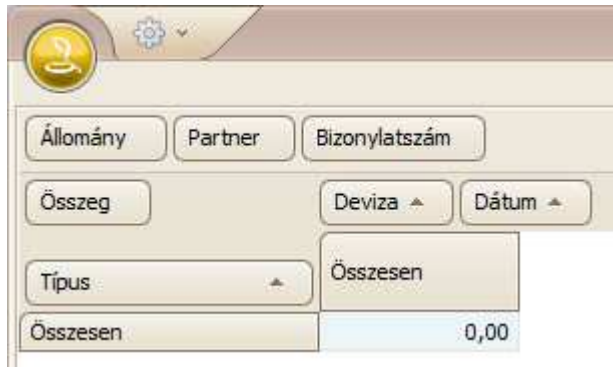 Állomány Partner Bizonylatszám
Összeg Deviza Dátum
Típus Összesen
Összesen 0,00